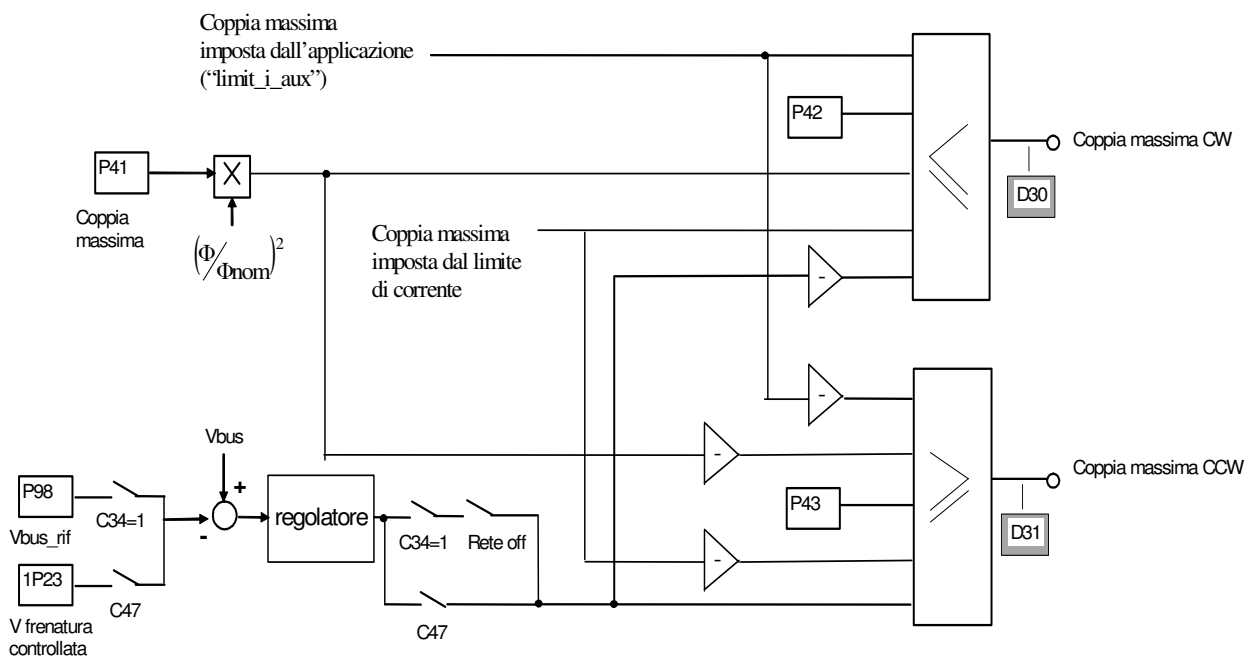 Coppia massima
imposta dall'applicazione
("limit_i_aux")
P42
Coppia massima CW
D30
P41
X
Coppia
massima
(Φ/Φnom)²
Coppia massima
imposta dal limite
di corrente
-
-
Vbus
+
-
P98
Vbus_rif
C34=1
-
regolatore
C34=1
Rete off
P43
Coppia massima CCW
D31
1P23
V frenatura
controllata
C47
C47
-